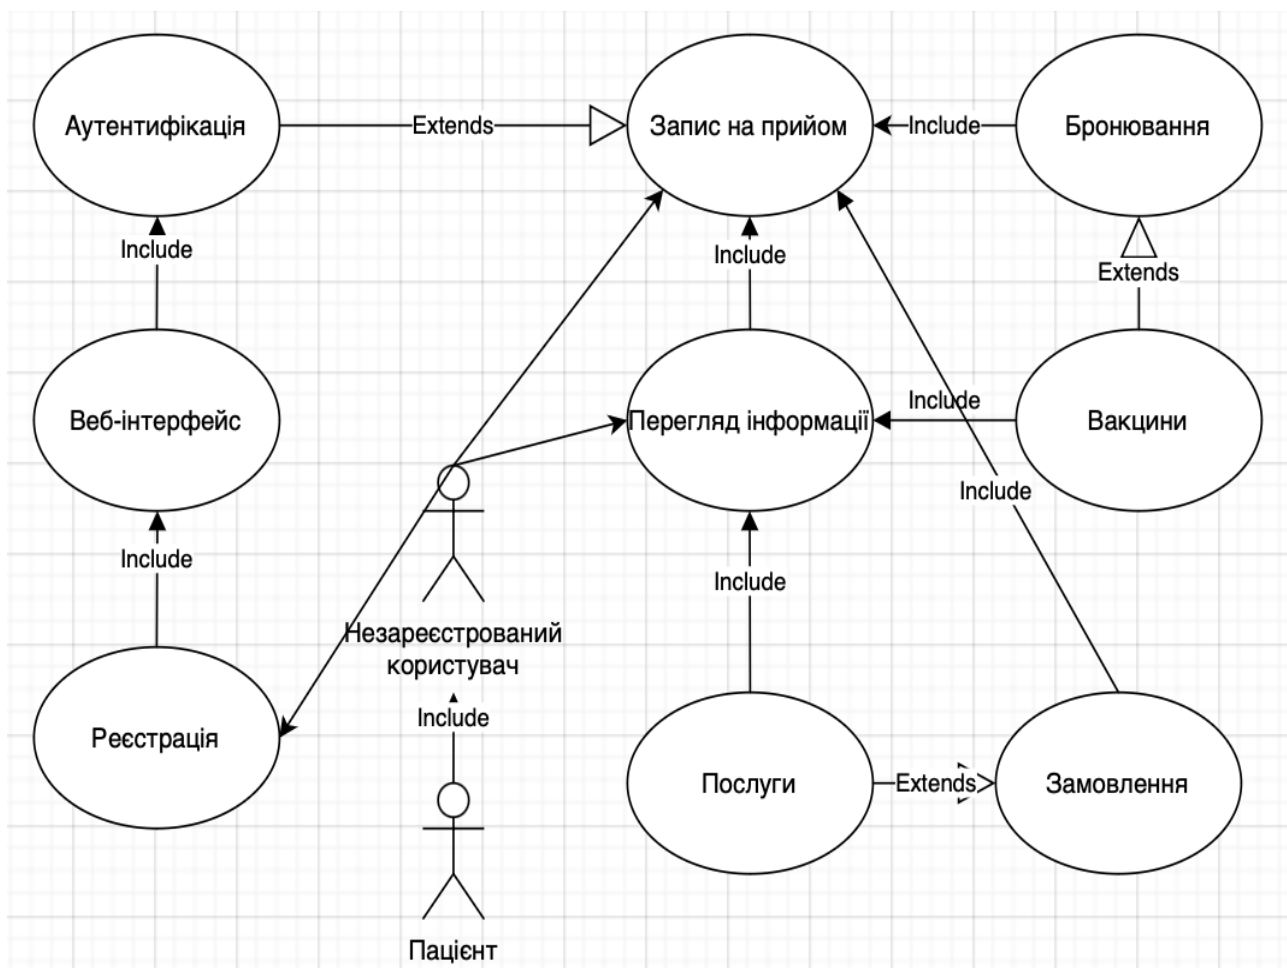 Аутентифікація
Extends
Запис на прийом
Include
Бронювання
Include
Include
Extends
Веб-інтерфейс
Перегляд інформації
Include
Вакцини
Include
Include
Include
Незареєстрований
користувач
Include
Реєстрація
Послуги
Extends
Замовлення
Пацієнт